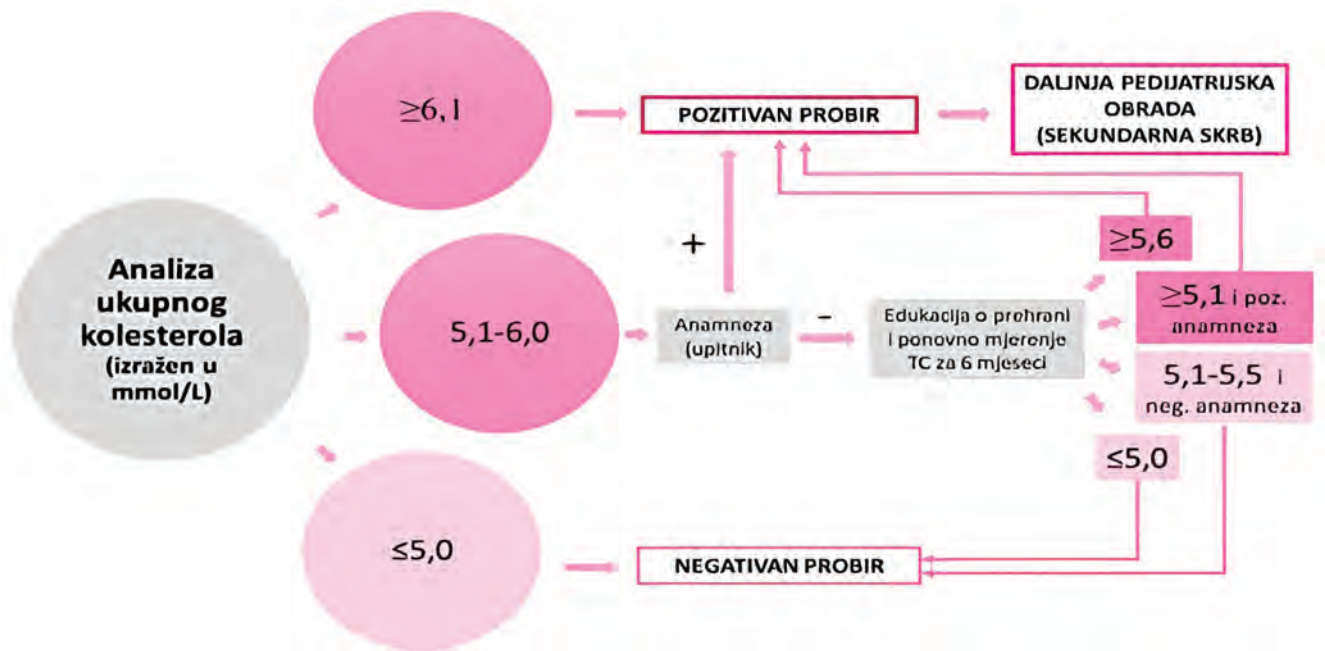 Analiza
ukupnog
kolesterola
(izražen u
mmol/L)
≥6,1
5,1-6,0
≤5,0
POZITIVAN PROBIR
DALJNJA PEDIJATRIJSKA
OBRADA
(SEKUNDARNA SKRB)
+
Anamneza
(upitnik)
–
Edukacija o prehrani
i ponovno mjerenje
TC za 6 mjeseci
≥5,6
≥5,1 i poz.
anamneza
5,1-5,5 i
neg. anamneza
≤5,0
NEGATIVAN PROBIR